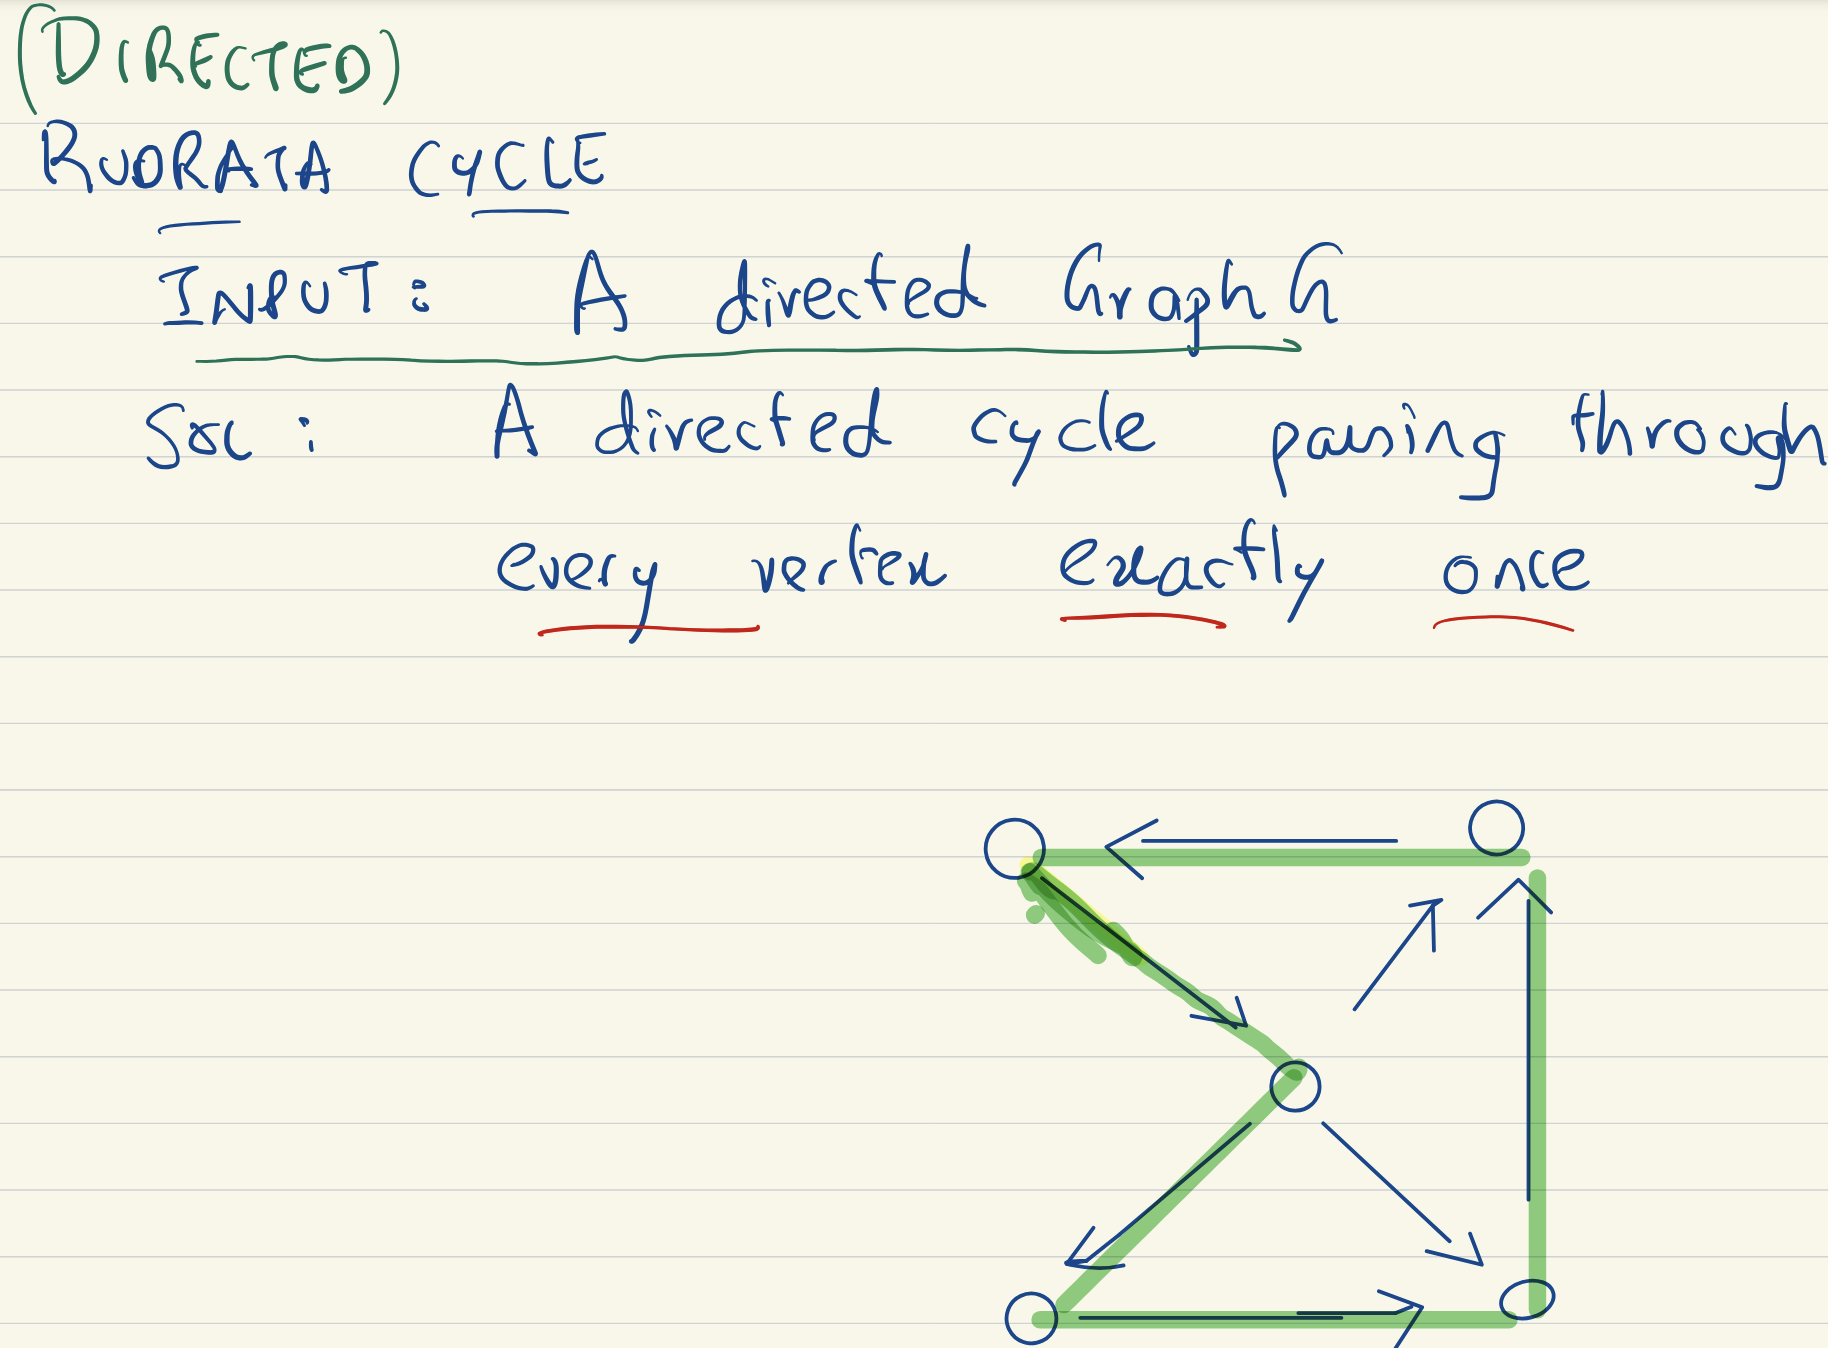 (DIRECTED)
RUDRATA CYCLE
INPUT: A directed Graph G
Sol: A directed cycle passing through
every vertex exactly once